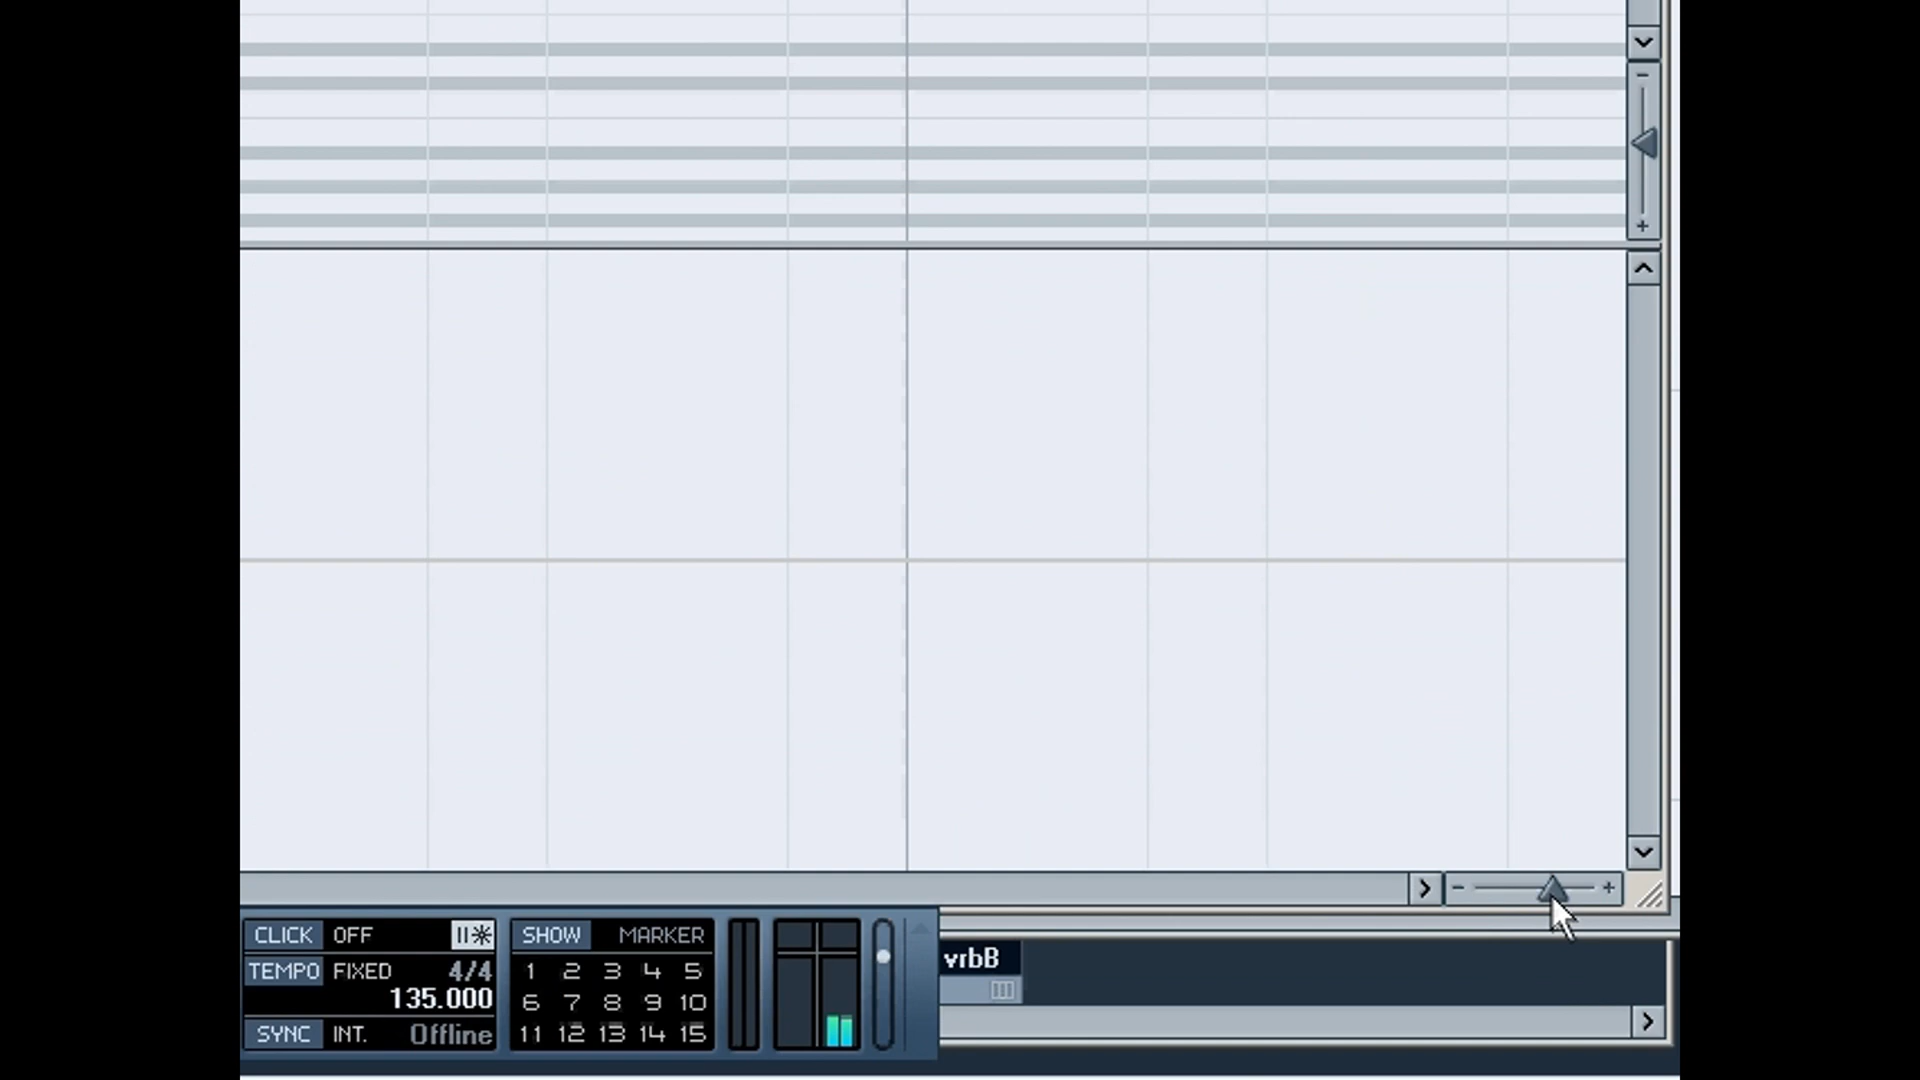 CLICK OFF
TEMPO FIXED 4/4
135.000
SYNC INT. Offline
SHOW MARKER
1 2 3 4 5
6 7 8 9 10
11 12 13 14 15
vrbB